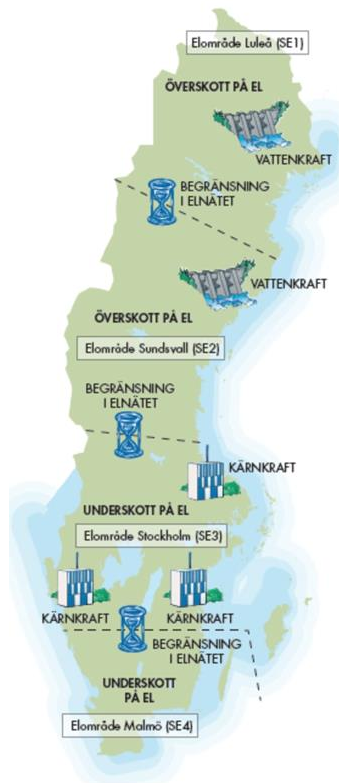 Elområde Luleå (SE1)
ÖVERSKOTT PÅ EL
VATTENKRAFT
BEGRÄNSNING
I ELNÄTET
VATTENKRAFT
ÖVERSKOTT PÅ EL
Elområde Sundsvall (SE2)
BEGRÄNSNING
I ELNÄTET
KÄRNKRAFT
UNDERSKOTT PÅ EL
Elområde Stockholm (SE3)
KÄRNKRAFT
KÄRNKRAFT
BEGRÄNSNING
I ELNÄTET
UNDERSKOTT
PÅ EL
Elområde Malmö (SE4)